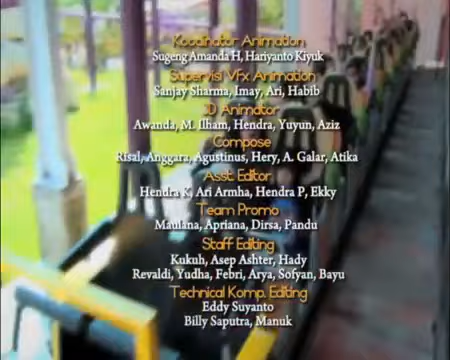 Koordinator Animation
Sugeng Amanda H, Hariyanto Kiyuk
Supervisi Vfx Animation
Sanjay Sharma, Imay, Ari, Habib
3D Animator
Awanda, M. Ilham, Hendra, Yuyun, Aziz
Compose
Risal, Anggara, Agustinus, Hery, A. Galar, Atika
Asst. Editor
Hendra K, Ari Armha, Hendra P, Ekky
Team Promo
Maulana, Apriana, Dirsa, Pandu
Staff Editing
Kukuh, Asep Ashter, Hady
Revaldi, Yudha, Febri, Arya, Sofyan, Bayu
Technical Komp. Editing
Eddy Suyanto
Billy Saputra, Manuk